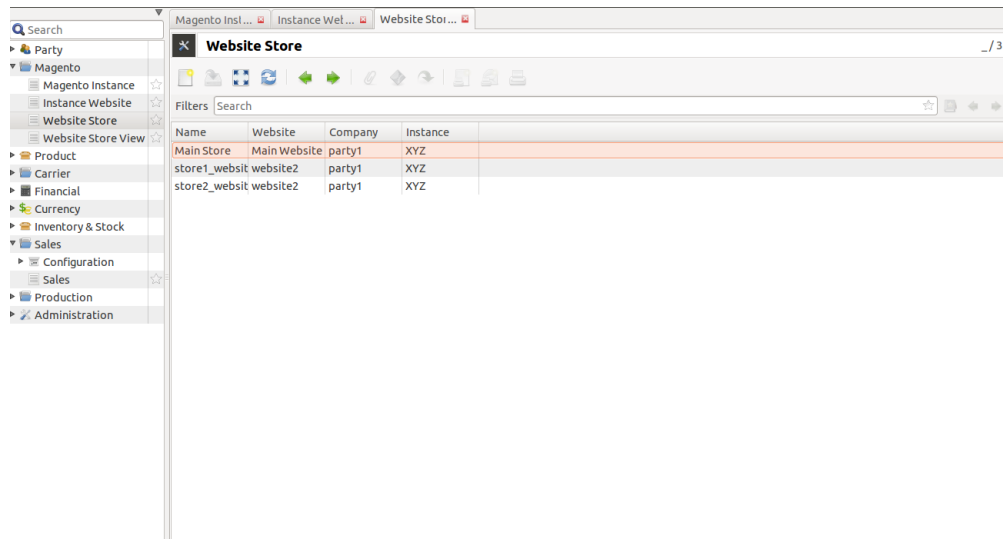 Search
Party
Magento
Magento Instance
Instance Website
Website Store
Website Store View
Product
Carrier
Financial
Currency
Inventory & Stock
Sales
Configuration
Sales
Production
Administration
Magento Inst... Instance Wel... Website Stor...
Website Store
_/3
Filters Search
Name Website Company Instance
Main Store Main Website party1 XYZ
store1_websit website2 party1 XYZ
store2_websit website2 party1 XYZ